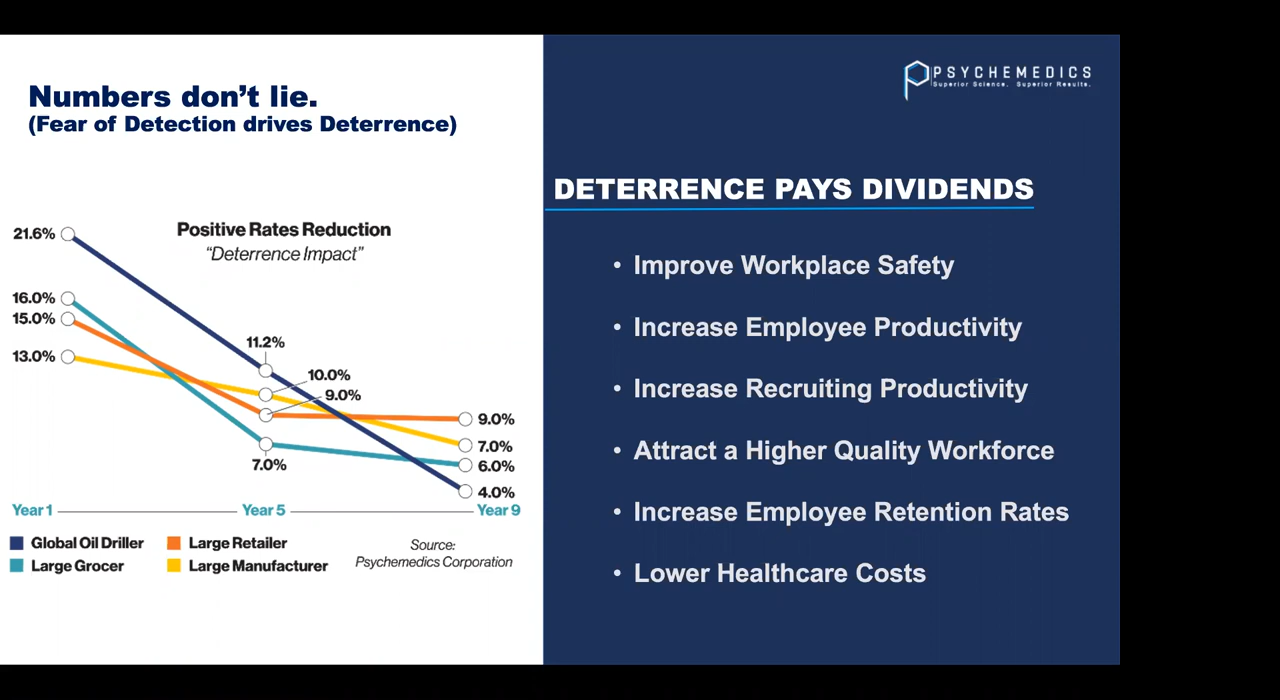 Numbers don’t lie.
(Fear of Detection drives Deterrence)
Positive Rates Reduction
“Deterrence Impact”
21.6%
16.0%
15.0%
13.0%
11.2%
10.0%
9.0%
7.0%
9.0%
7.0%
6.0%
4.0%
Year 1
Year 5
Year 9
Global Oil Driller
Large Retailer
Large Grocer
Large Manufacturer
Source:
Psychemedics Corporation
PSYCHEMEDICS
Superior Science. Superior Results.
DETERRENCE PAYS DIVIDENDS
• Improve Workplace Safety
• Increase Employee Productivity
• Increase Recruiting Productivity
• Attract a Higher Quality Workforce
• Increase Employee Retention Rates
• Lower Healthcare Costs